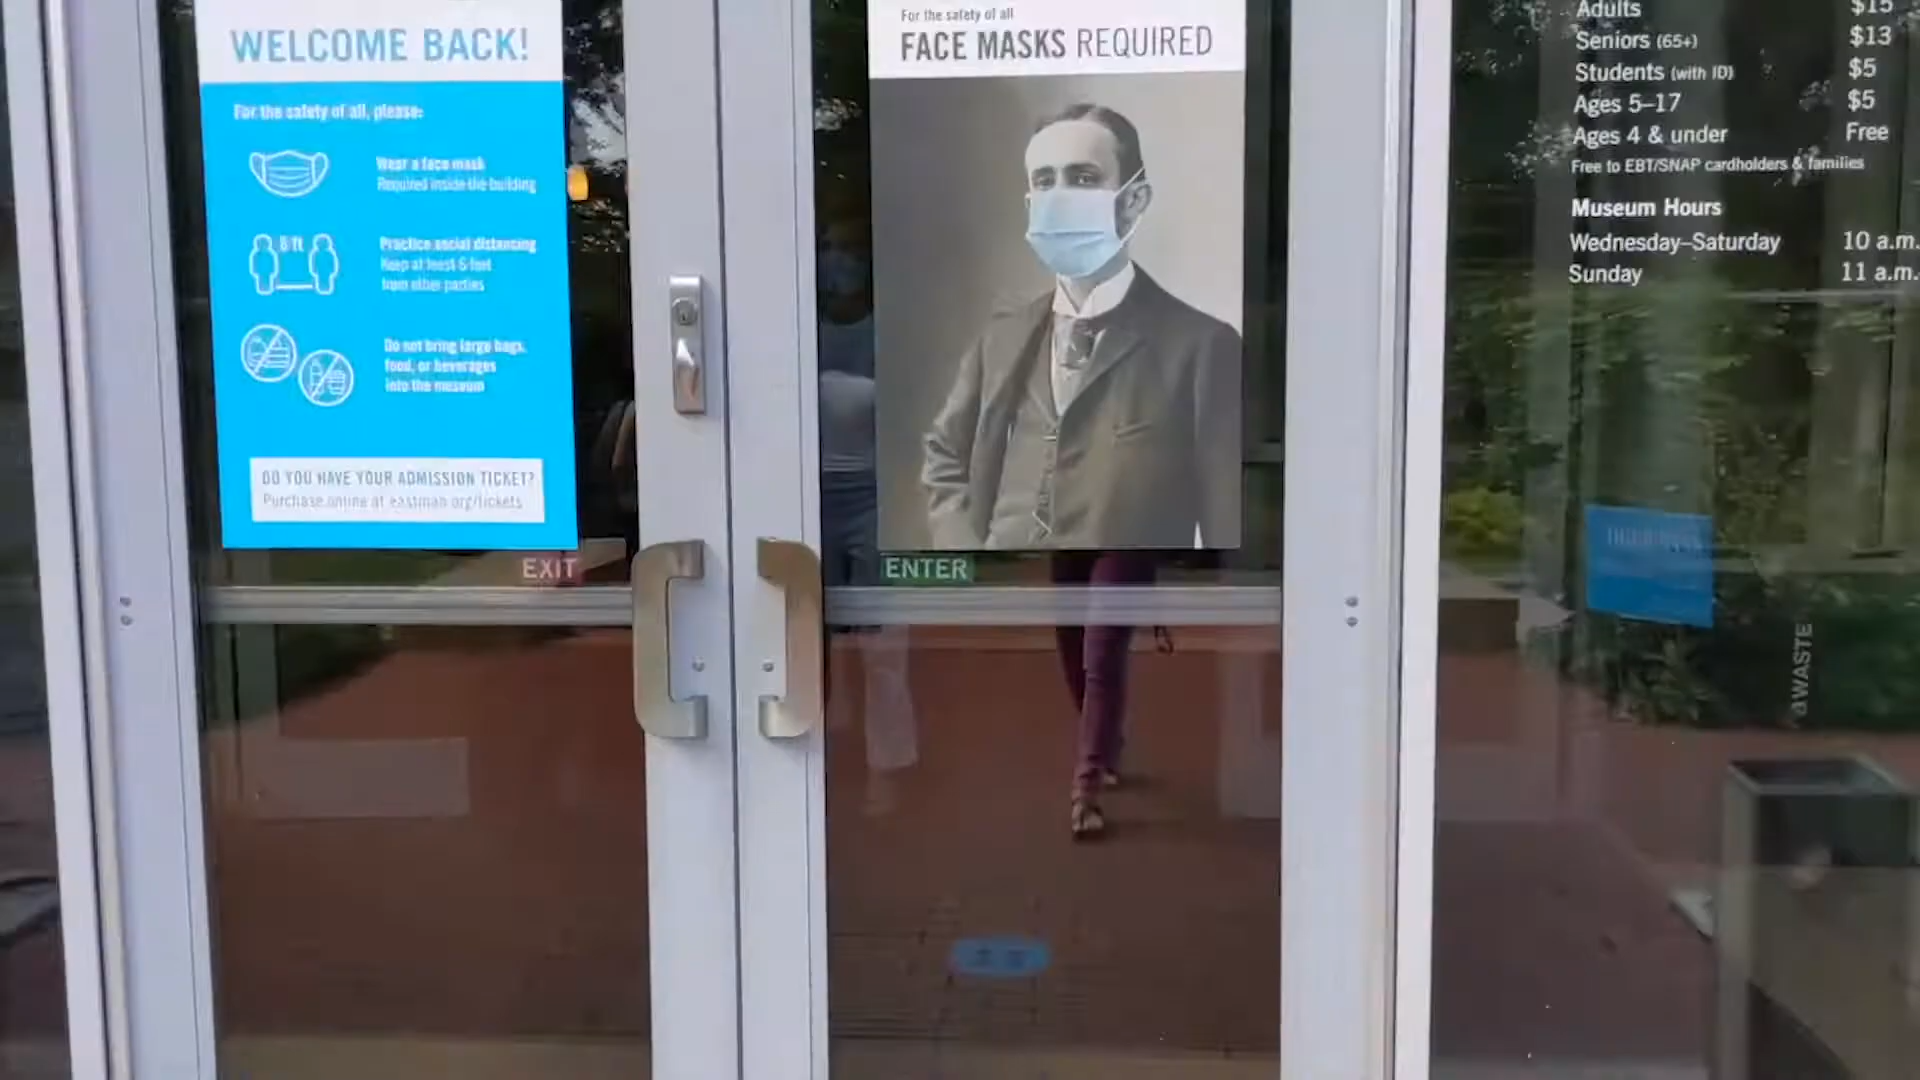 WELCOME BACK!
For the safety of all, please:
Wear a face mask
Required inside the building
6 ft
Practice social distancing
Keep at least 6 feet
from other parties
Do not bring large bags,
food, or beverages
into the museum
DO YOU HAVE YOUR ADMISSION TICKET?
Purchase online at eastman.org/tickets
EXIT
For the safety of all
FACE MASKS REQUIRED
ENTER
Adults $15
Seniors (65+) $13
Students (with ID) $5
Ages 5–17 $5
Ages 4 & under Free
Free to EBT/SNAP cardholders & families
Museum Hours
Wednesday–Saturday 10 a.m.
Sunday 11 a.m.
WASTE